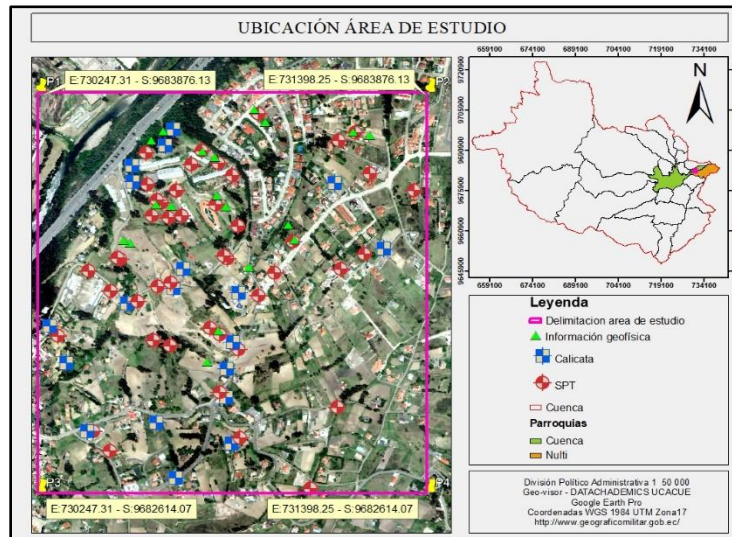 UBICACIÓN ÁREA DE ESTUDIO
P1
E:730247.31 - S:9683876.13
E:731398.25 - S:9683876.13
P2
P3
E:730247.31 - S:9682614.07
E:731398.25 - S:9682614.07
P4
659100 674100 689100 704100 719100 734100
N
9720900
9705900
9690900
9675900
9660900
9645900
659100 674100 689100 704100 719100 734100
Leyenda
Delimitacion area de estudio
Información geofísica
Calicata
SPT
Cuenca
Parroquias
Cuenca
Nulti
División Político Administrativa 1 50 000
Geo-visor - DATACHADEMICS UCACUE
Google Earth Pro
Coordenadas WGS 1984 UTM Zona17
http://www.geograficomilitar.gob.ec/